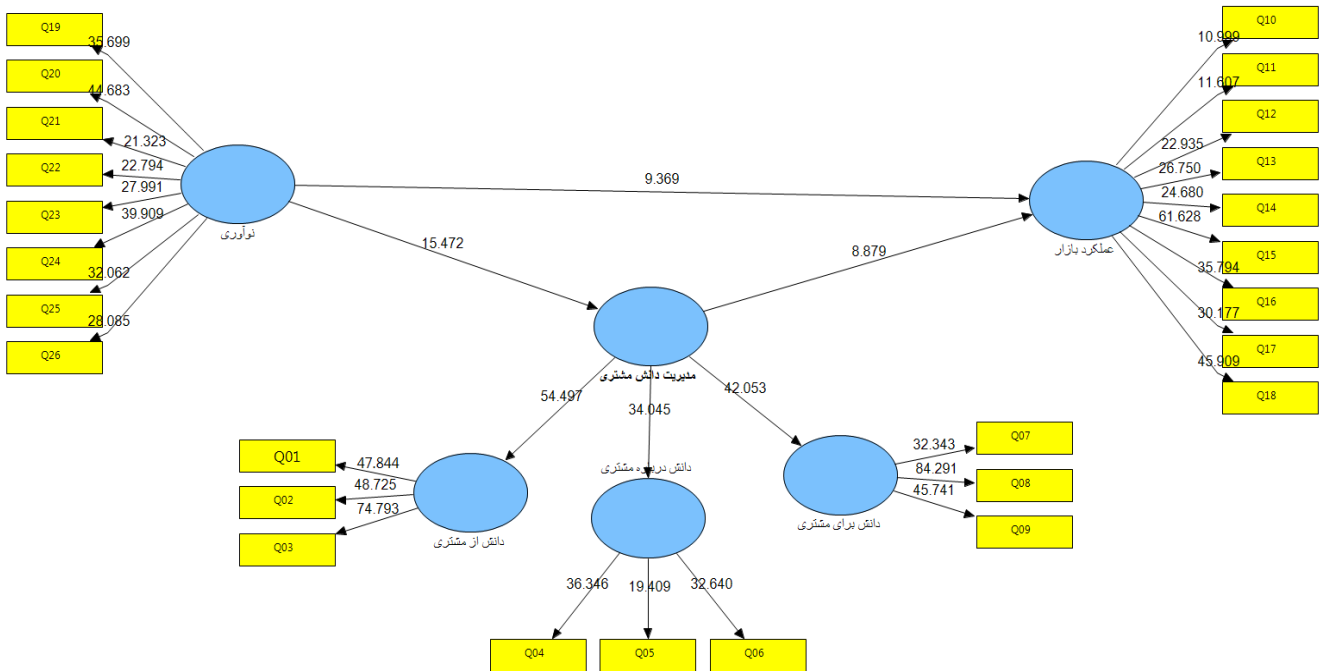 Q19
35.699
Q20
44.683
Q21
21.323
Q22
22.794
Q23
27.991
Q24
39.909
Q25
32.062
Q26
28.085
نوآوری
9.369
15.472
8.879
Q10
10.999
Q11
11.607
Q12
22.935
Q13
26.750
Q14
24.680
Q15
61.628
Q16
35.794
Q17
30.177
Q18
45.909
عملکرد بازار
مدیریت دانش مشتری
54.497
34.045
42.053
Q01
47.844
Q02
48.725
Q03
74.793
دانش از مشتری
دانش درباره مشتری
36.346
19.409
32.640
Q04
Q05
Q06
دانش برای مشتری
32.343
Q07
84.291
Q08
45.741
Q09